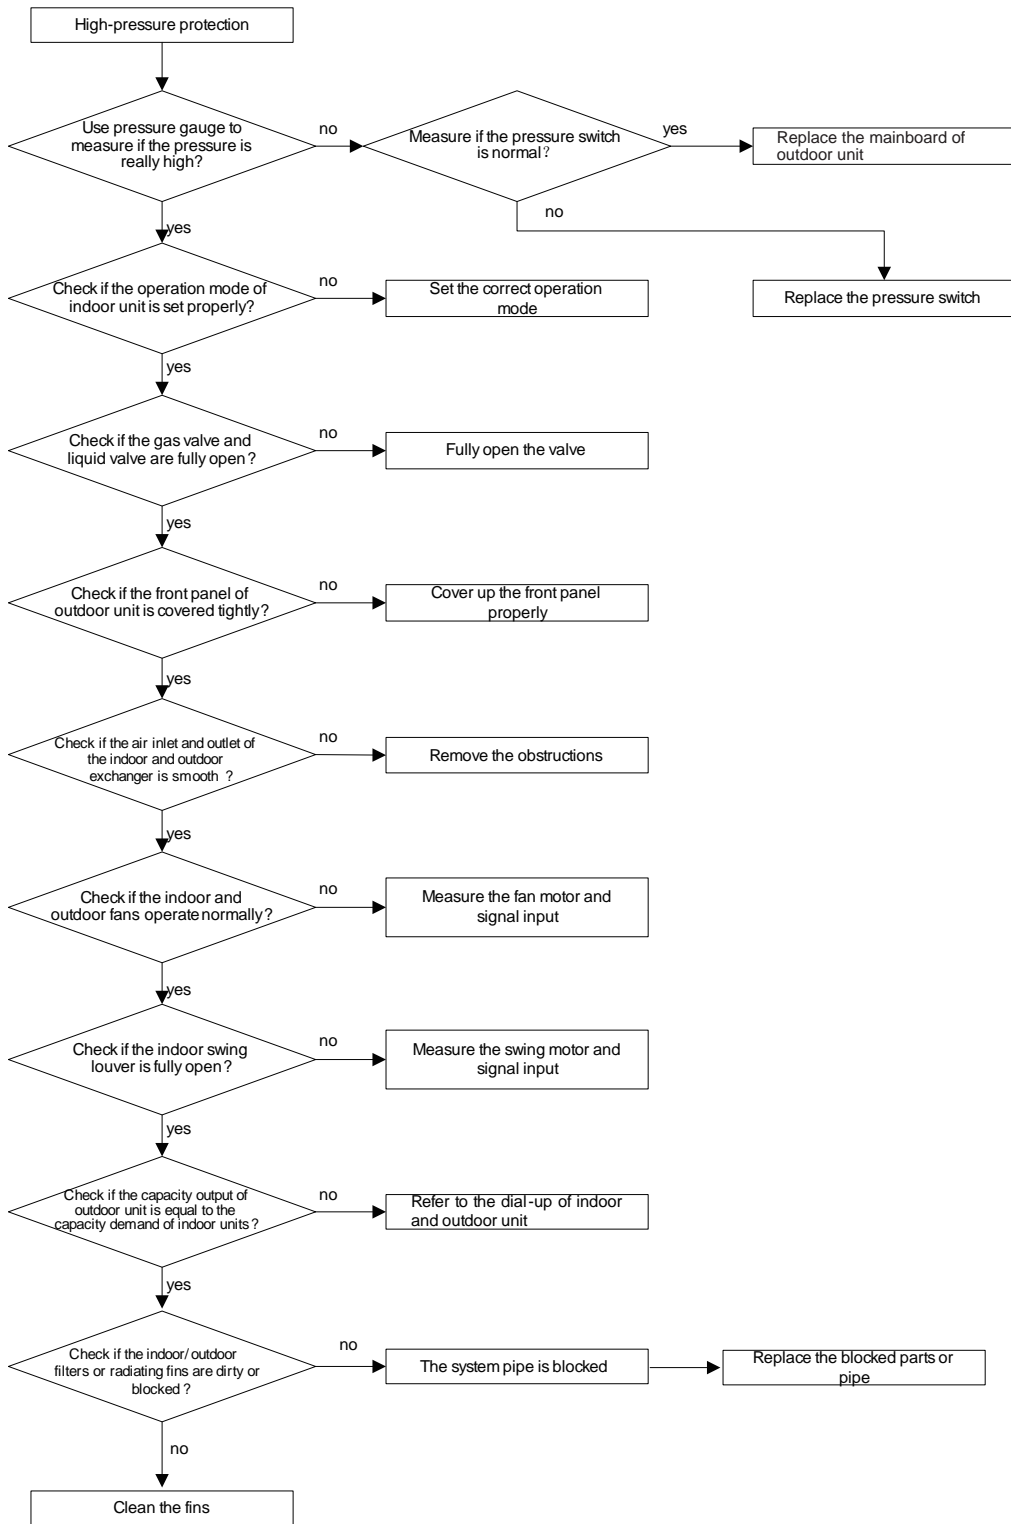 High-pressure protection
Use pressure gauge to
measure if the pressure is
really high?
no
Measure if the pressure switch
is normal?
yes
Replace the mainboard of
outdoor unit
no
Replace the pressure switch
yes
Check if the operation mode of
indoor unit is set properly?
no
Set the correct operation
mode
yes
Check if the gas valve and
liquid valve are fully open?
no
Fully open the valve
yes
Check if the front panel of
outdoor unit is covered tightly?
no
Cover up the front panel
properly
yes
Check if the air inlet and outlet of
the indoor and outdoor
exchanger is smooth ?
no
Remove the obstructions
yes
Check if the indoor and
outdoor fans operate normally?
no
Measure the fan motor and
signal input
yes
Check if the indoor swing
louver is fully open?
no
Measure the swing motor and
signal input
yes
Check if the capacity output of
outdoor unit is equal to the
capacity demand of indoor units?
no
Refer to the dial-up of indoor
and outdoor unit
yes
Check if the indoor/outdoor
filters or radiating fins are dirty or
blocked?
no
The system pipe is blocked
Replace the blocked parts or
pipe
no
Clean the fins